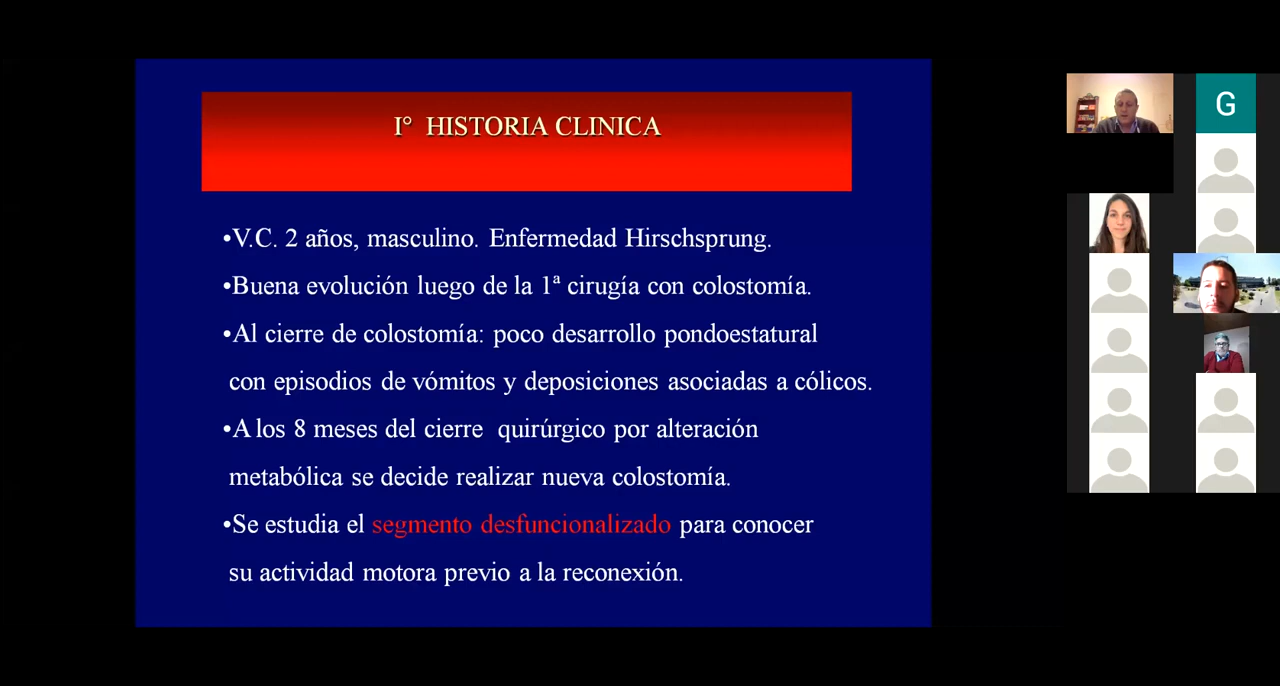 I° HISTORIA CLINICA
•V.C. 2 años, masculino. Enfermedad Hirschsprung.
•Buena evolución luego de la 1ª cirugía con colostomía.
•Al cierre de colostomía: poco desarrollo pondoestatural
con episodios de vómitos y deposiciones asociadas a cólicos.
•A los 8 meses del cierre quirúrgico por alteración
metabólica se decide realizar nueva colostomía.
•Se estudia el segmento desfuncionalizado para conocer
su actividad motora previo a la reconexión.
G